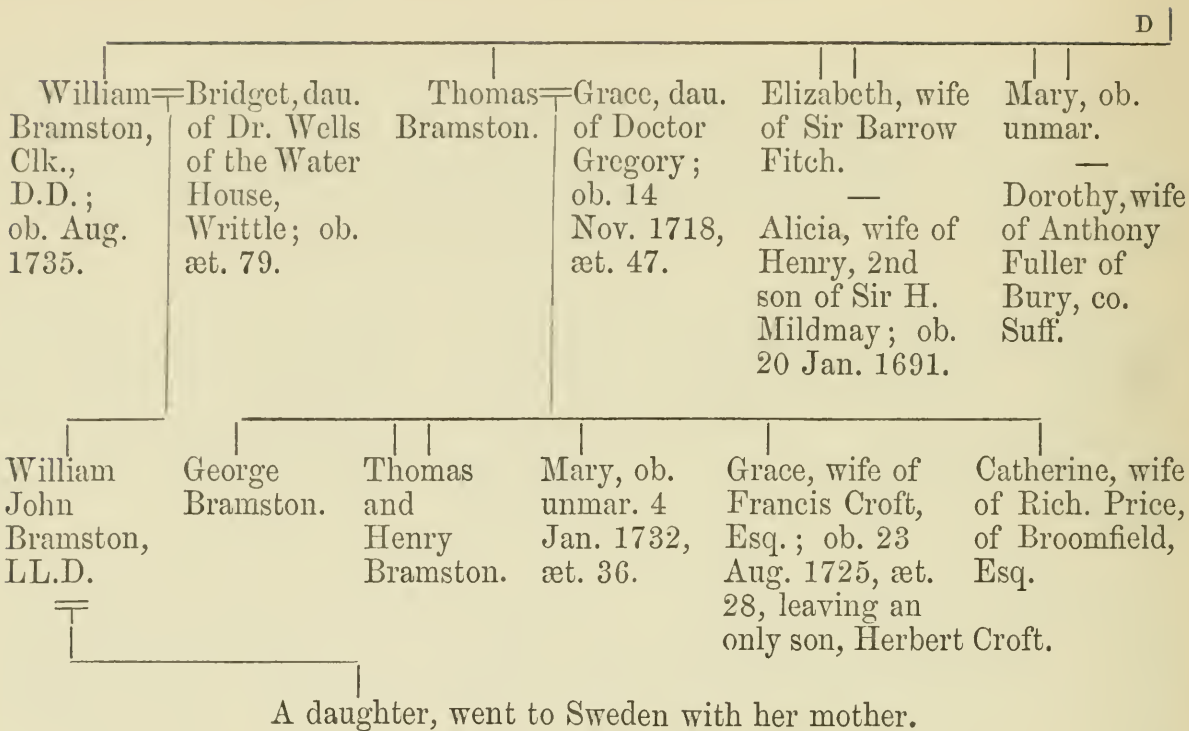 D
William Bramston, Clk., D.D.; ob. Aug. 1735.
Bridget, dau. of Dr. Wells of the Water House, Writtle; ob. æt. 79.
Thomas Bramston.
Grace, dau. of Doctor Gregory; ob. 14 Nov. 1718, æt. 47.
Elizabeth, wife of Sir Barrow Fitch.
—
Alicia, wife of Henry, 2nd son of Sir H. Mildmay; ob. 20 Jan. 1691.
Mary, ob. unmar.
—
Dorothy, wife of Anthony Fuller of Bury, co. Suff.
William John Bramston, LL.D.
George Bramston.
Thomas and Henry Bramston.
Mary, ob. unmar. 4 Jan. 1732, æt. 36.
Grace, wife of Francis Croft, Esq.; ob. 23 Aug. 1725, æt. 28, leaving an only son, Herbert Croft.
Catherine, wife of Rich. Price, of Broomfield, Esq.
A daughter, went to Sweden with her mother.